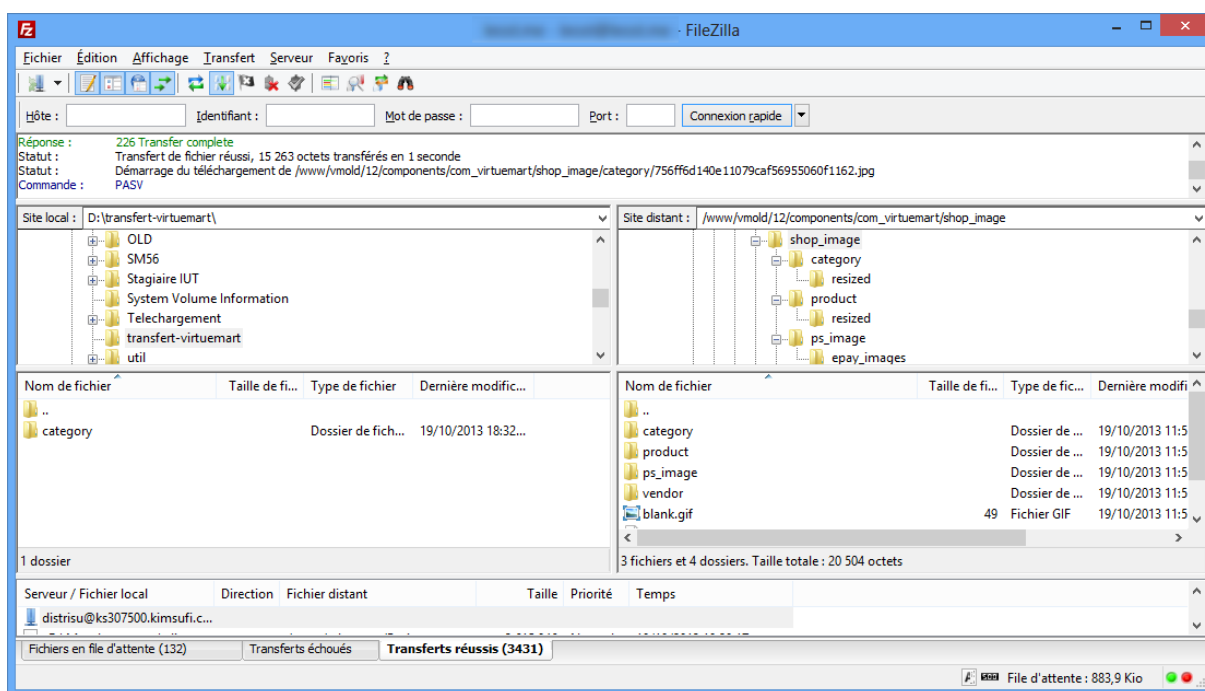 - FileZilla
Fichier Édition Affichage Transfert Serveur Favoris ?
Hôte : Identifiant : Mot de passe : Port : Connexion rapide
Réponse : 226 Transfer complete
Statut : Transfert de fichier réussi, 15 263 octets transférés en 1 seconde
Statut : Démarrage du téléchargement de /www/vmold/12/components/com_virtuemart/shop_image/category/756ff6d140e11079caf56955060f1162.jpg
Commande : PASV
Site local : D:\transfert-virtuemart\
OLD
SM56
Stagiaire IUT
System Volume Information
Telechargement
transfert-virtuemart
util
Site distant : /www/vmold/12/components/com_virtuemart/shop_image
shop_image
category
resized
product
resized
ps_image
epay_images
Nom de fichier Taille de fi... Type de fichier Dernière modific...
..
category Dossier de fich... 19/10/2013 18:32...
1 dossier
Nom de fichier Taille de fi... Type de fic... Dernière modifi
..
category Dossier de ... 19/10/2013 11:5
product Dossier de ... 19/10/2013 11:5
ps_image Dossier de ... 19/10/2013 11:5
vendor Dossier de ... 19/10/2013 11:5
blank.gif 49 Fichier GIF 19/10/2013 11:5
3 fichiers et 4 dossiers. Taille totale : 20 504 octets
Serveur / Fichier local Direction Fichier distant Taille Priorité Temps
distrisu@ks307500.kimsufi.c...
Fichiers en file d'attente (132) Transferts échoués Transferts réussis (3431)
File d'attente : 883,9 Kio